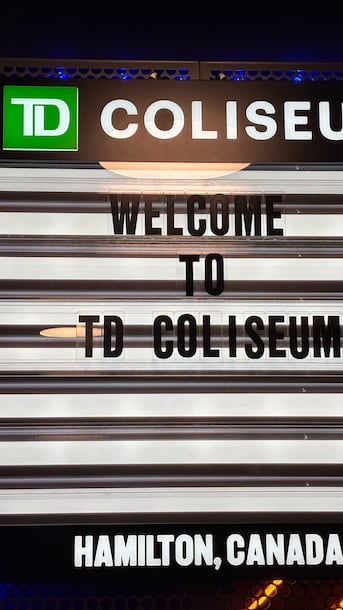 TD COLISEU
WELCOME
TO
TD COLISEUM
HAMILTON, CANADA